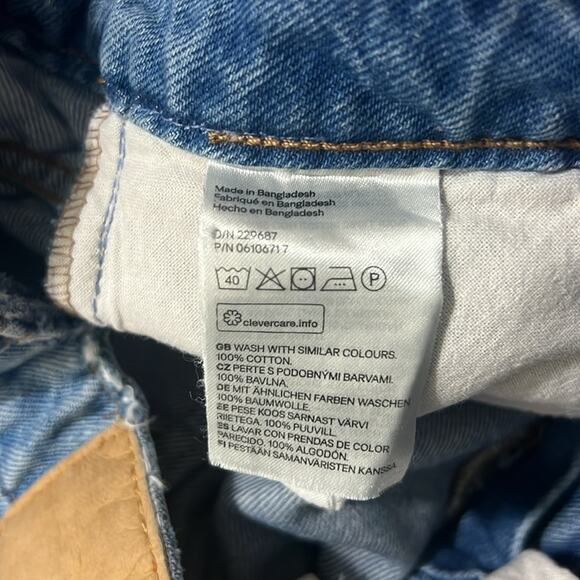 Made in Bangladesh
Fabriqué en Bangladesh
Hecho en Bangladesh
O/N 229687
P/N 0610671 7
40 P
clevercare.info
GB WASH WITH SIMILAR COLOURS.
100% COTTON.
CZ PERTE S PODOBNÝMI BARVAMI.
100% BAVLNA.
DE MIT ÄHNLICHEN FARBEN WASCHEN
100% BAUMWOLLE.
EE PESE KOOS SARNAST VÄRVI
RIIETEGA. 100% PUUVILL.
ES LAVAR CON PRENDAS DE COLOR
PARECIDO. 100% ALGODÓN.
FI PESTÄÄN SAMANVÄRISTEN KANSSA.